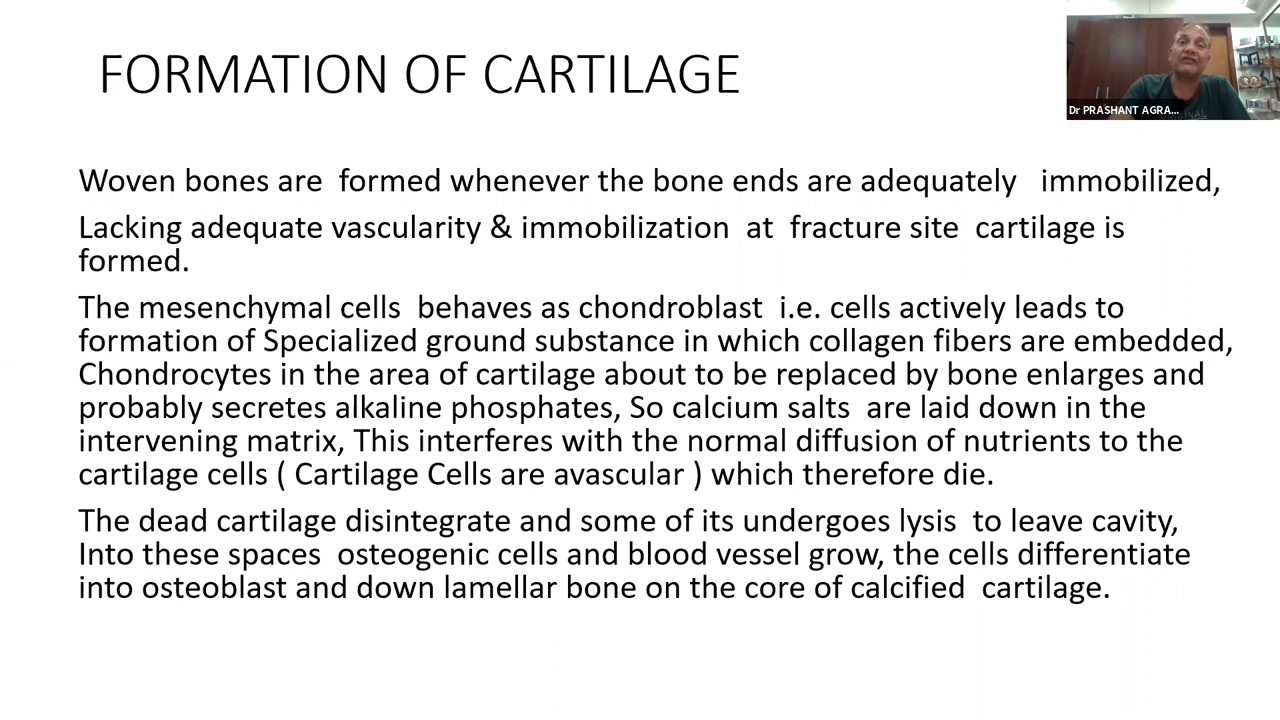 FORMATION OF CARTILAGE
Dr PRASHANT AGRA...
Woven bones are formed whenever the bone ends are adequately immobilized,
Lacking adequate vascularity & immobilization at fracture site cartilage is
formed.
The mesenchymal cells behaves as chondroblast i.e. cells actively leads to
formation of Specialized ground substance in which collagen fibers are embedded,
Chondrocytes in the area of cartilage about to be replaced by bone enlarges and
probably secretes alkaline phosphates, So calcium salts are laid down in the
intervening matrix, This interferes with the normal diffusion of nutrients to the
cartilage cells ( Cartilage Cells are avascular ) which therefore die.
The dead cartilage disintegrate and some of its undergoes lysis to leave cavity,
Into these spaces osteogenic cells and blood vessel grow, the cells differentiate
into osteoblast and down lamellar bone on the core of calcified cartilage.